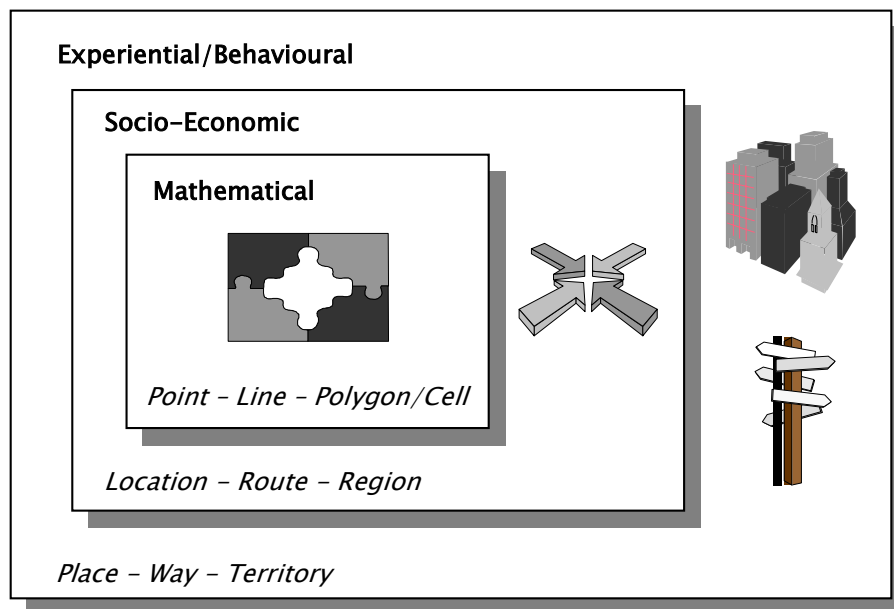 Experiential/Behavioural
Socio-Economic
Mathematical
Point - Line - Polygon/Cell
Location - Route - Region
Place - Way - Territory